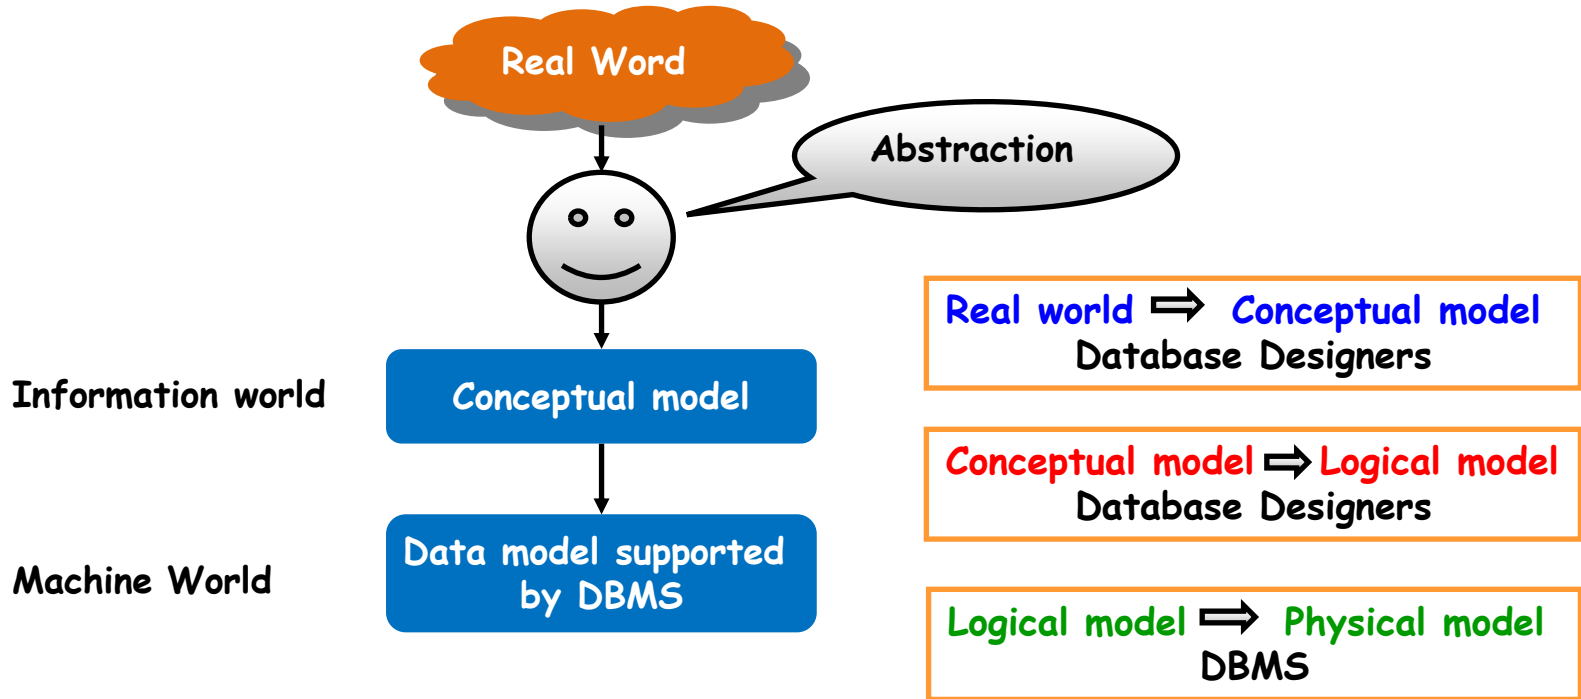 Real Word
Abstraction
Information world
Conceptual model
Machine World
Data model supported
by DBMS
Real world ⇨ Conceptual model
Database Designers
Conceptual model ⇨ Logical model
Database Designers
Logical model ⇨ Physical model
DBMS